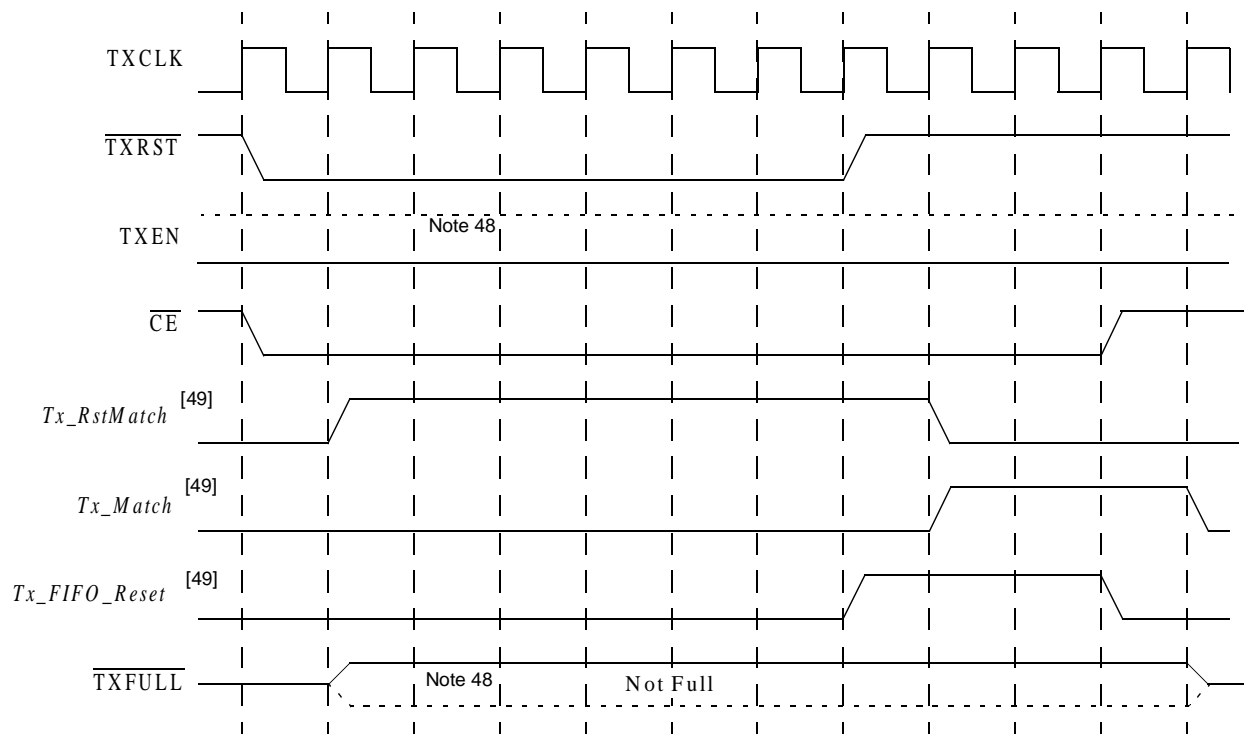 TXCLK
TXRST
Note 48
TXEN
CE
Tx_RstMatch [49]
Tx_Match [49]
Tx_FIFO_Reset [49]
TXFULL Note 48 Not Full